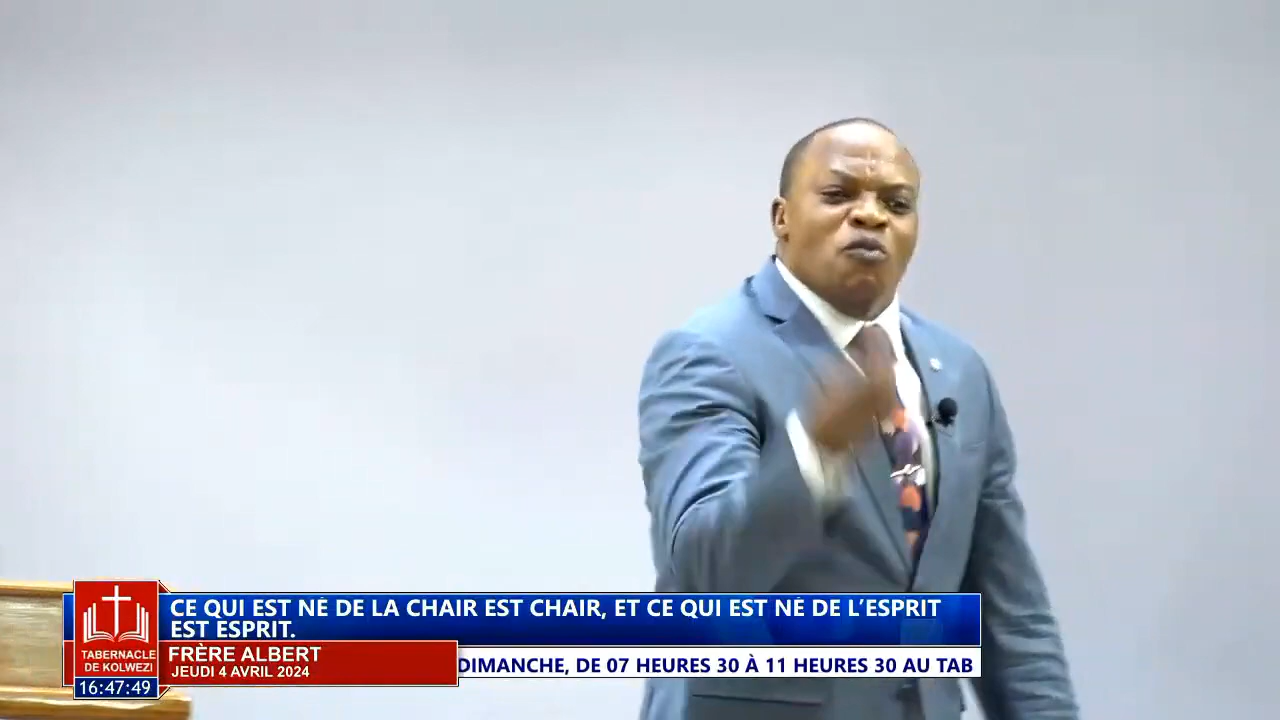 CE QUI EST NÉ DE LA CHAIR EST CHAIR, ET CE QUI EST NÉ DE L’ESPRIT
EST ESPRIT.
FRÈRE ALBERT
JEUDI 4 AVRIL 2024
DIMANCHE, DE 07 HEURES 30 À 11 HEURES 30 AU TAB
TABERNACLE
DE KOLWEZI
16:47:49